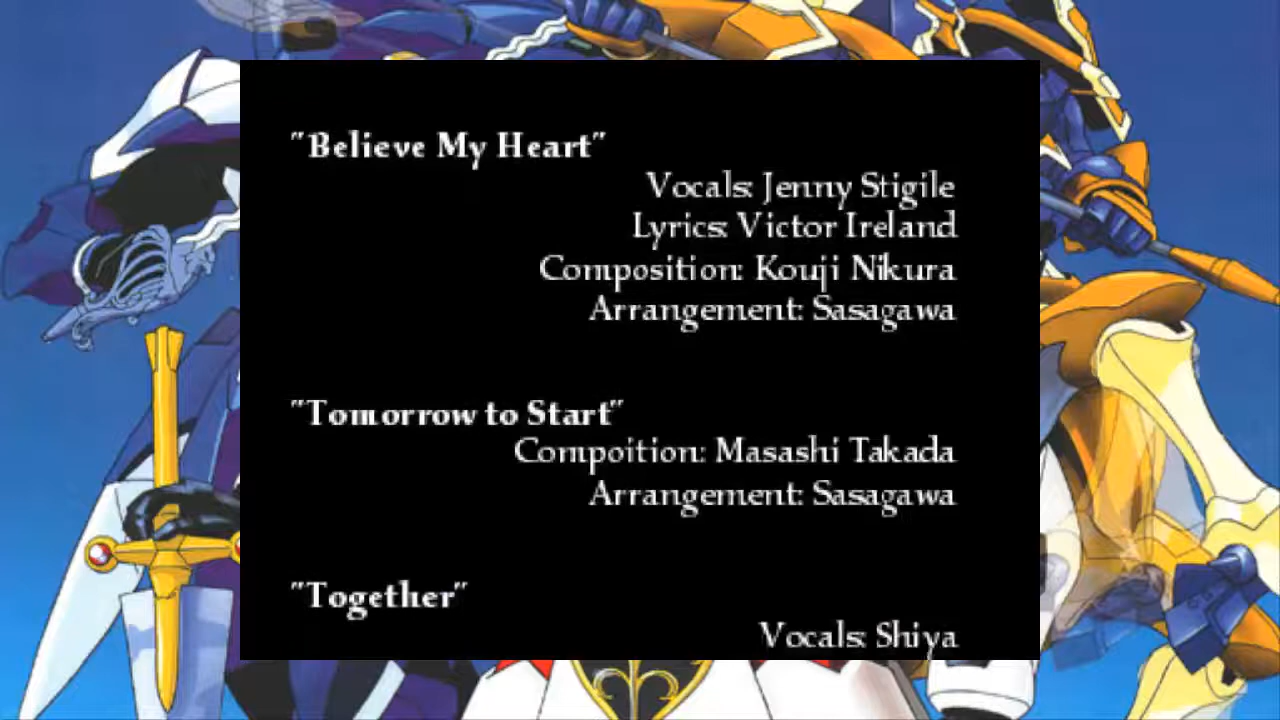 "Believe My Heart"
Vocals: Jenny Stigile
Lyrics: Victor Ireland
Composition: Kouji Nikura
Arrangement: Sasagawa
"Tomorrow to Start"
Compoition: Masashi Takada
Arrangement: Sasagawa
"Together"
Vocals: Shiya